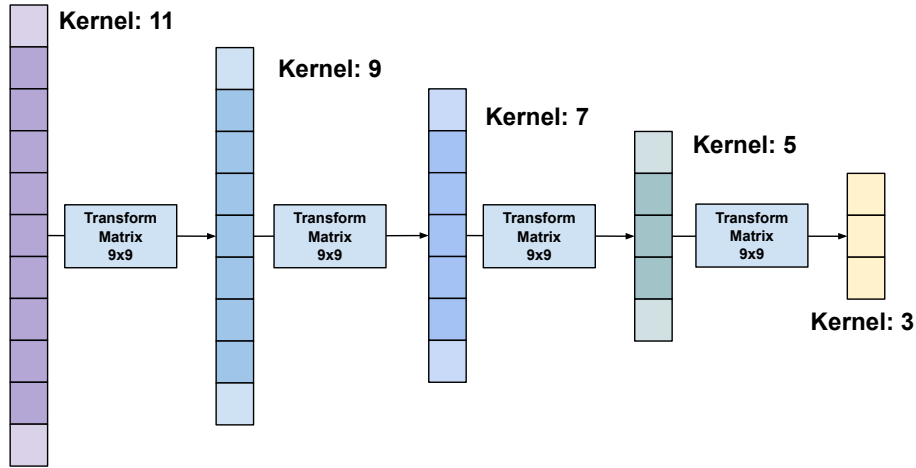 Kernel: 11
Kernel: 9
Kernel: 7
Kernel: 5
Transform
Matrix
9x9
Transform
Matrix
9x9
Transform
Matrix
9x9
Transform
Matrix
9x9
Kernel: 3